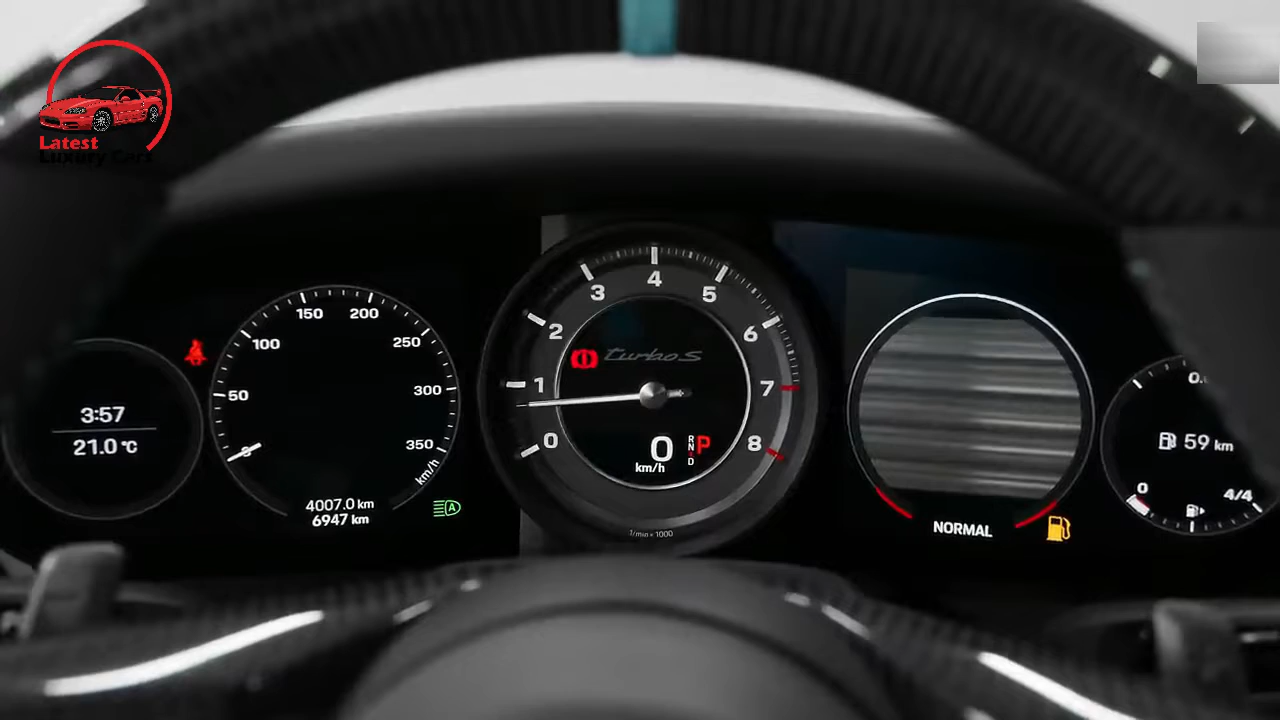 Latest
Luxury Cars
3:57
21.0 °C
50
100
150
200
250
300
350
km/h
4007.0 km
6947 km
A
0
1
2
3
4
5
6
7
8
turbo S
0
km/h
R
N
D
P
1/min × 1000
NORMAL
59 km
0
4/4